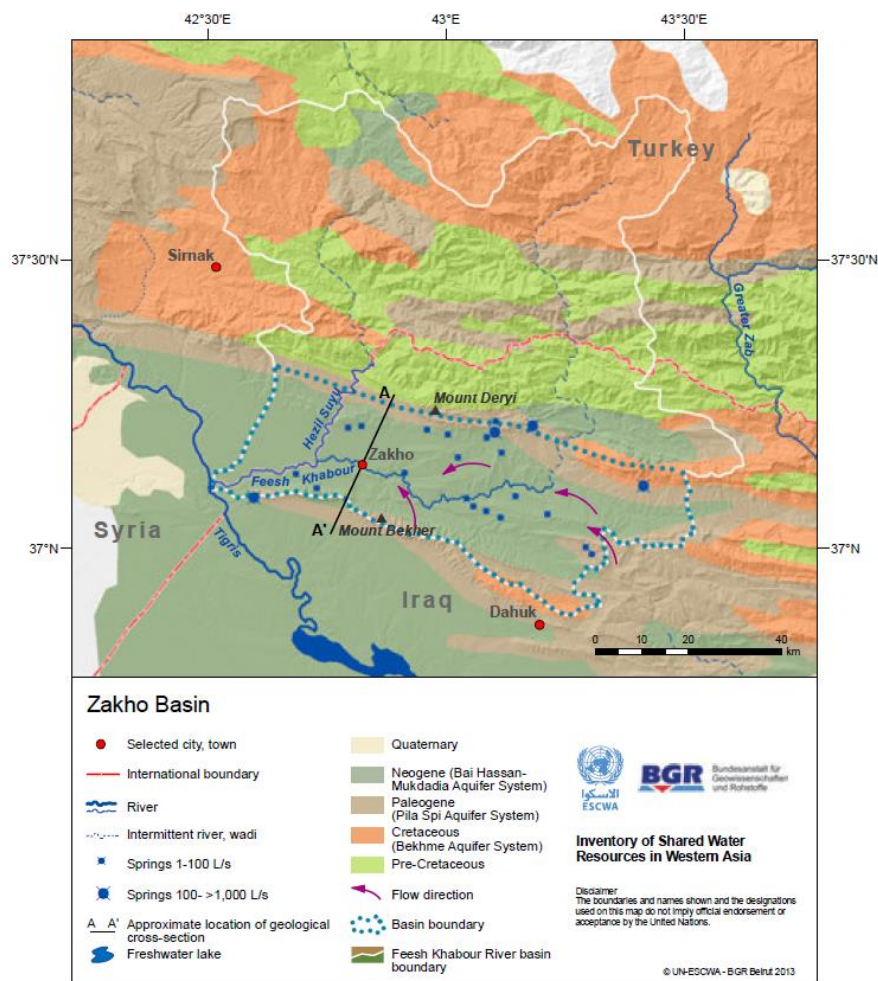 42°30'E
43°E
43°30'E
Turkey
37°30'N
37°30'N
Sirnak
Greater Zab
A
Mount Deryi
Hezil Suyu
Zakho
Feesh Khabour
A'
Mount Bekher
Syria
37°N
37°N
Tigris
Iraq
Dahuk
0 10 20 40
km
Zakho Basin
Selected city, town
International boundary
River
Intermittent river, wadi
Springs 1-100 L/s
Springs 100- >1,000 L/s
A A' Approximate location of geological
cross-section
Freshwater lake
Quaternary
Neogene (Bai Hassan-
Mukdadia Aquifer System)
Paleogene
(Pila Spi Aquifer System)
Cretaceous
(Bekhme Aquifer System)
Pre-Cretaceous
Flow direction
Basin boundary
Feesh Khabour River basin
boundary
الإسكوا
ESCWA
BGR
Bundesanstalt für
Geowissenschaften
und Rohstoffe
Inventory of Shared Water
Resources in Western Asia
Disclaimer
The boundaries and names shown and the designations
used on this map do not imply official endorsement or
acceptance by the United Nations.
© UN-ESCWA - BGR Beirut 2013